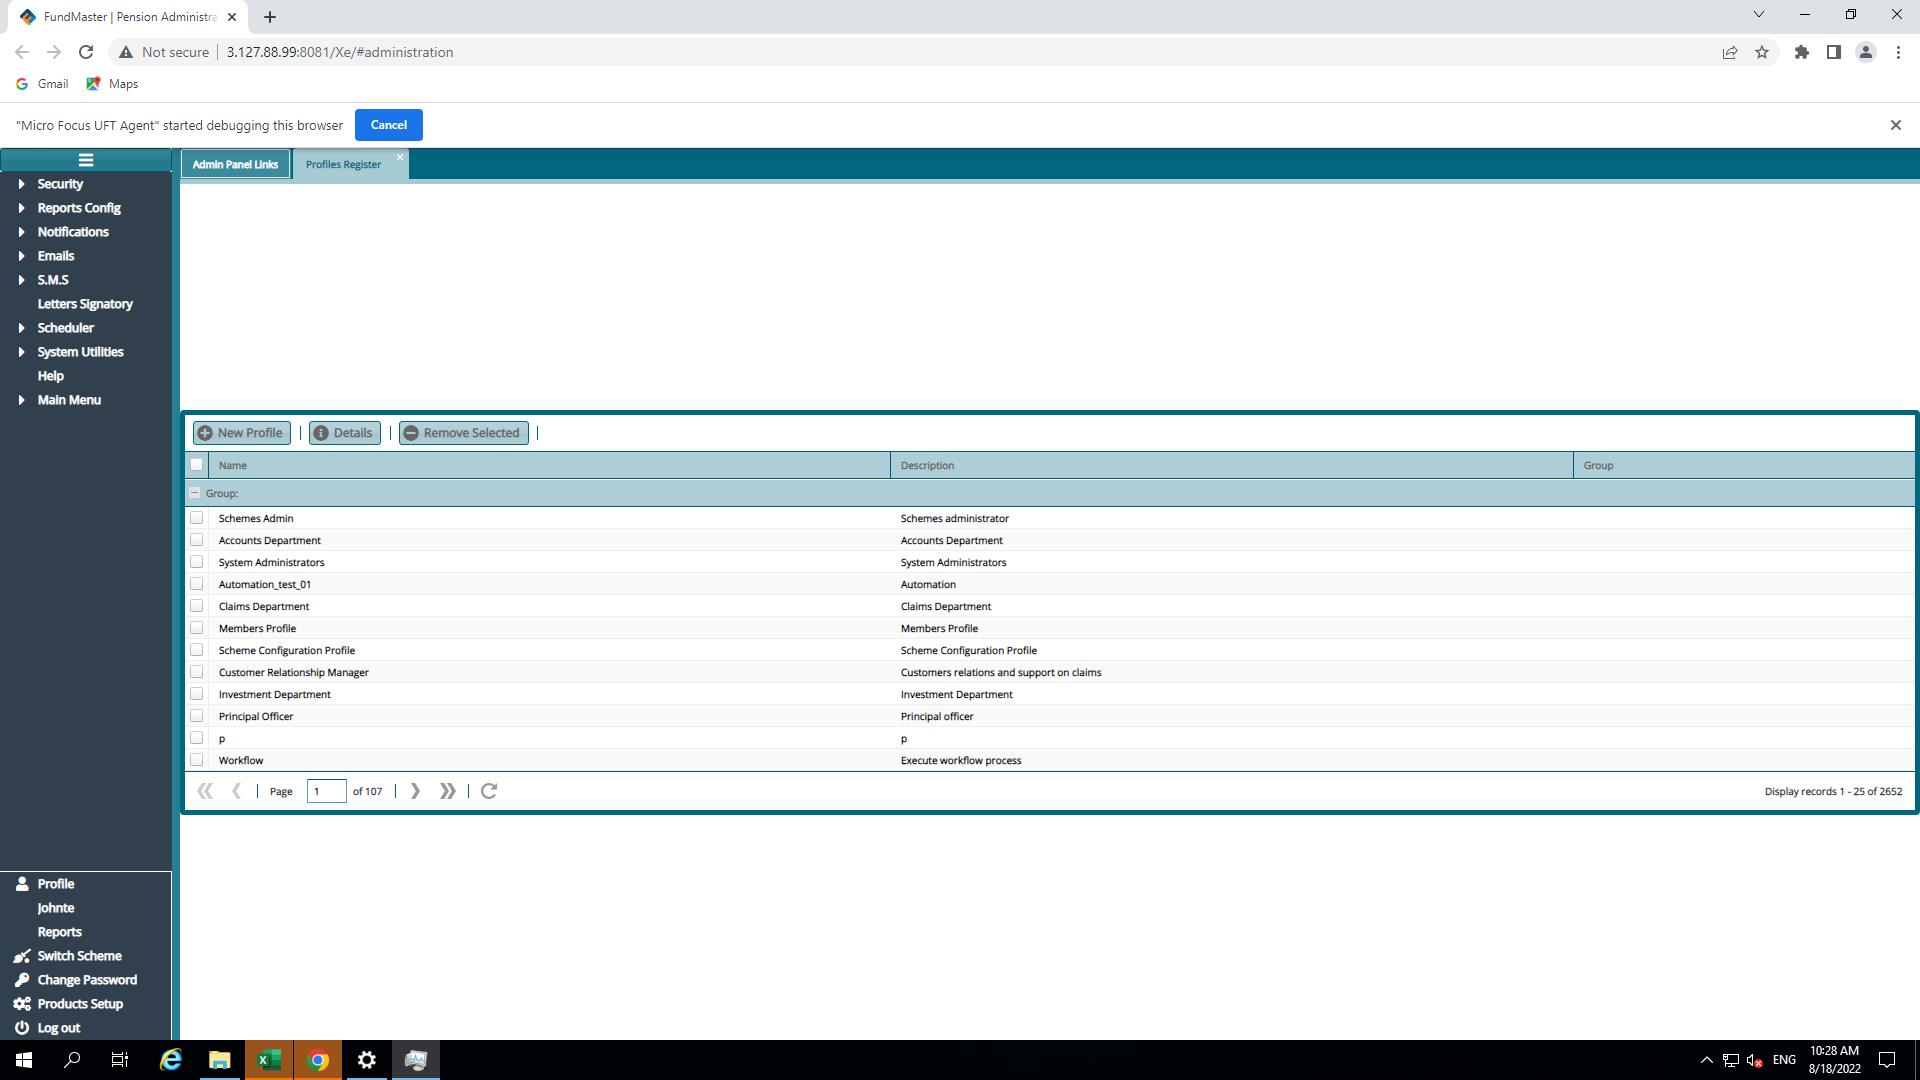 FundMaster | Pension Administra
Not secure
3.127.88.99:8081/Xe/#administration
Gmail
Maps
"Micro Focus UFT Agent" started debugging this browser
Cancel
Admin Panel Links
Profiles Register
Security
Reports Config
Notifications
Emails
S.M.S
Letters Signatory
Scheduler
System Utilities
Help
Main Menu
New Profile
Details
Remove Selected
Name
Description
Group
Group:
Schemes Admin
Schemes administrator
Accounts Department
Accounts Department
System Administrators
System Administrators
Automation_test_01
Automation
Claims Department
Claims Department
Members Profile
Members Profile
Scheme Configuration Profile
Scheme Configuration Profile
Customer Relationship Manager
Customers relations and support on claims
Investment Department
Investment Department
Principal Officer
Principal officer
p
p
Workflow
Execute workflow process
Page 1 of 107
Display records 1 - 25 of 2652
Profile
Johnte
Reports
Switch Scheme
Change Password
Products Setup
Log out
ENG
10:28 AM
8/18/2022